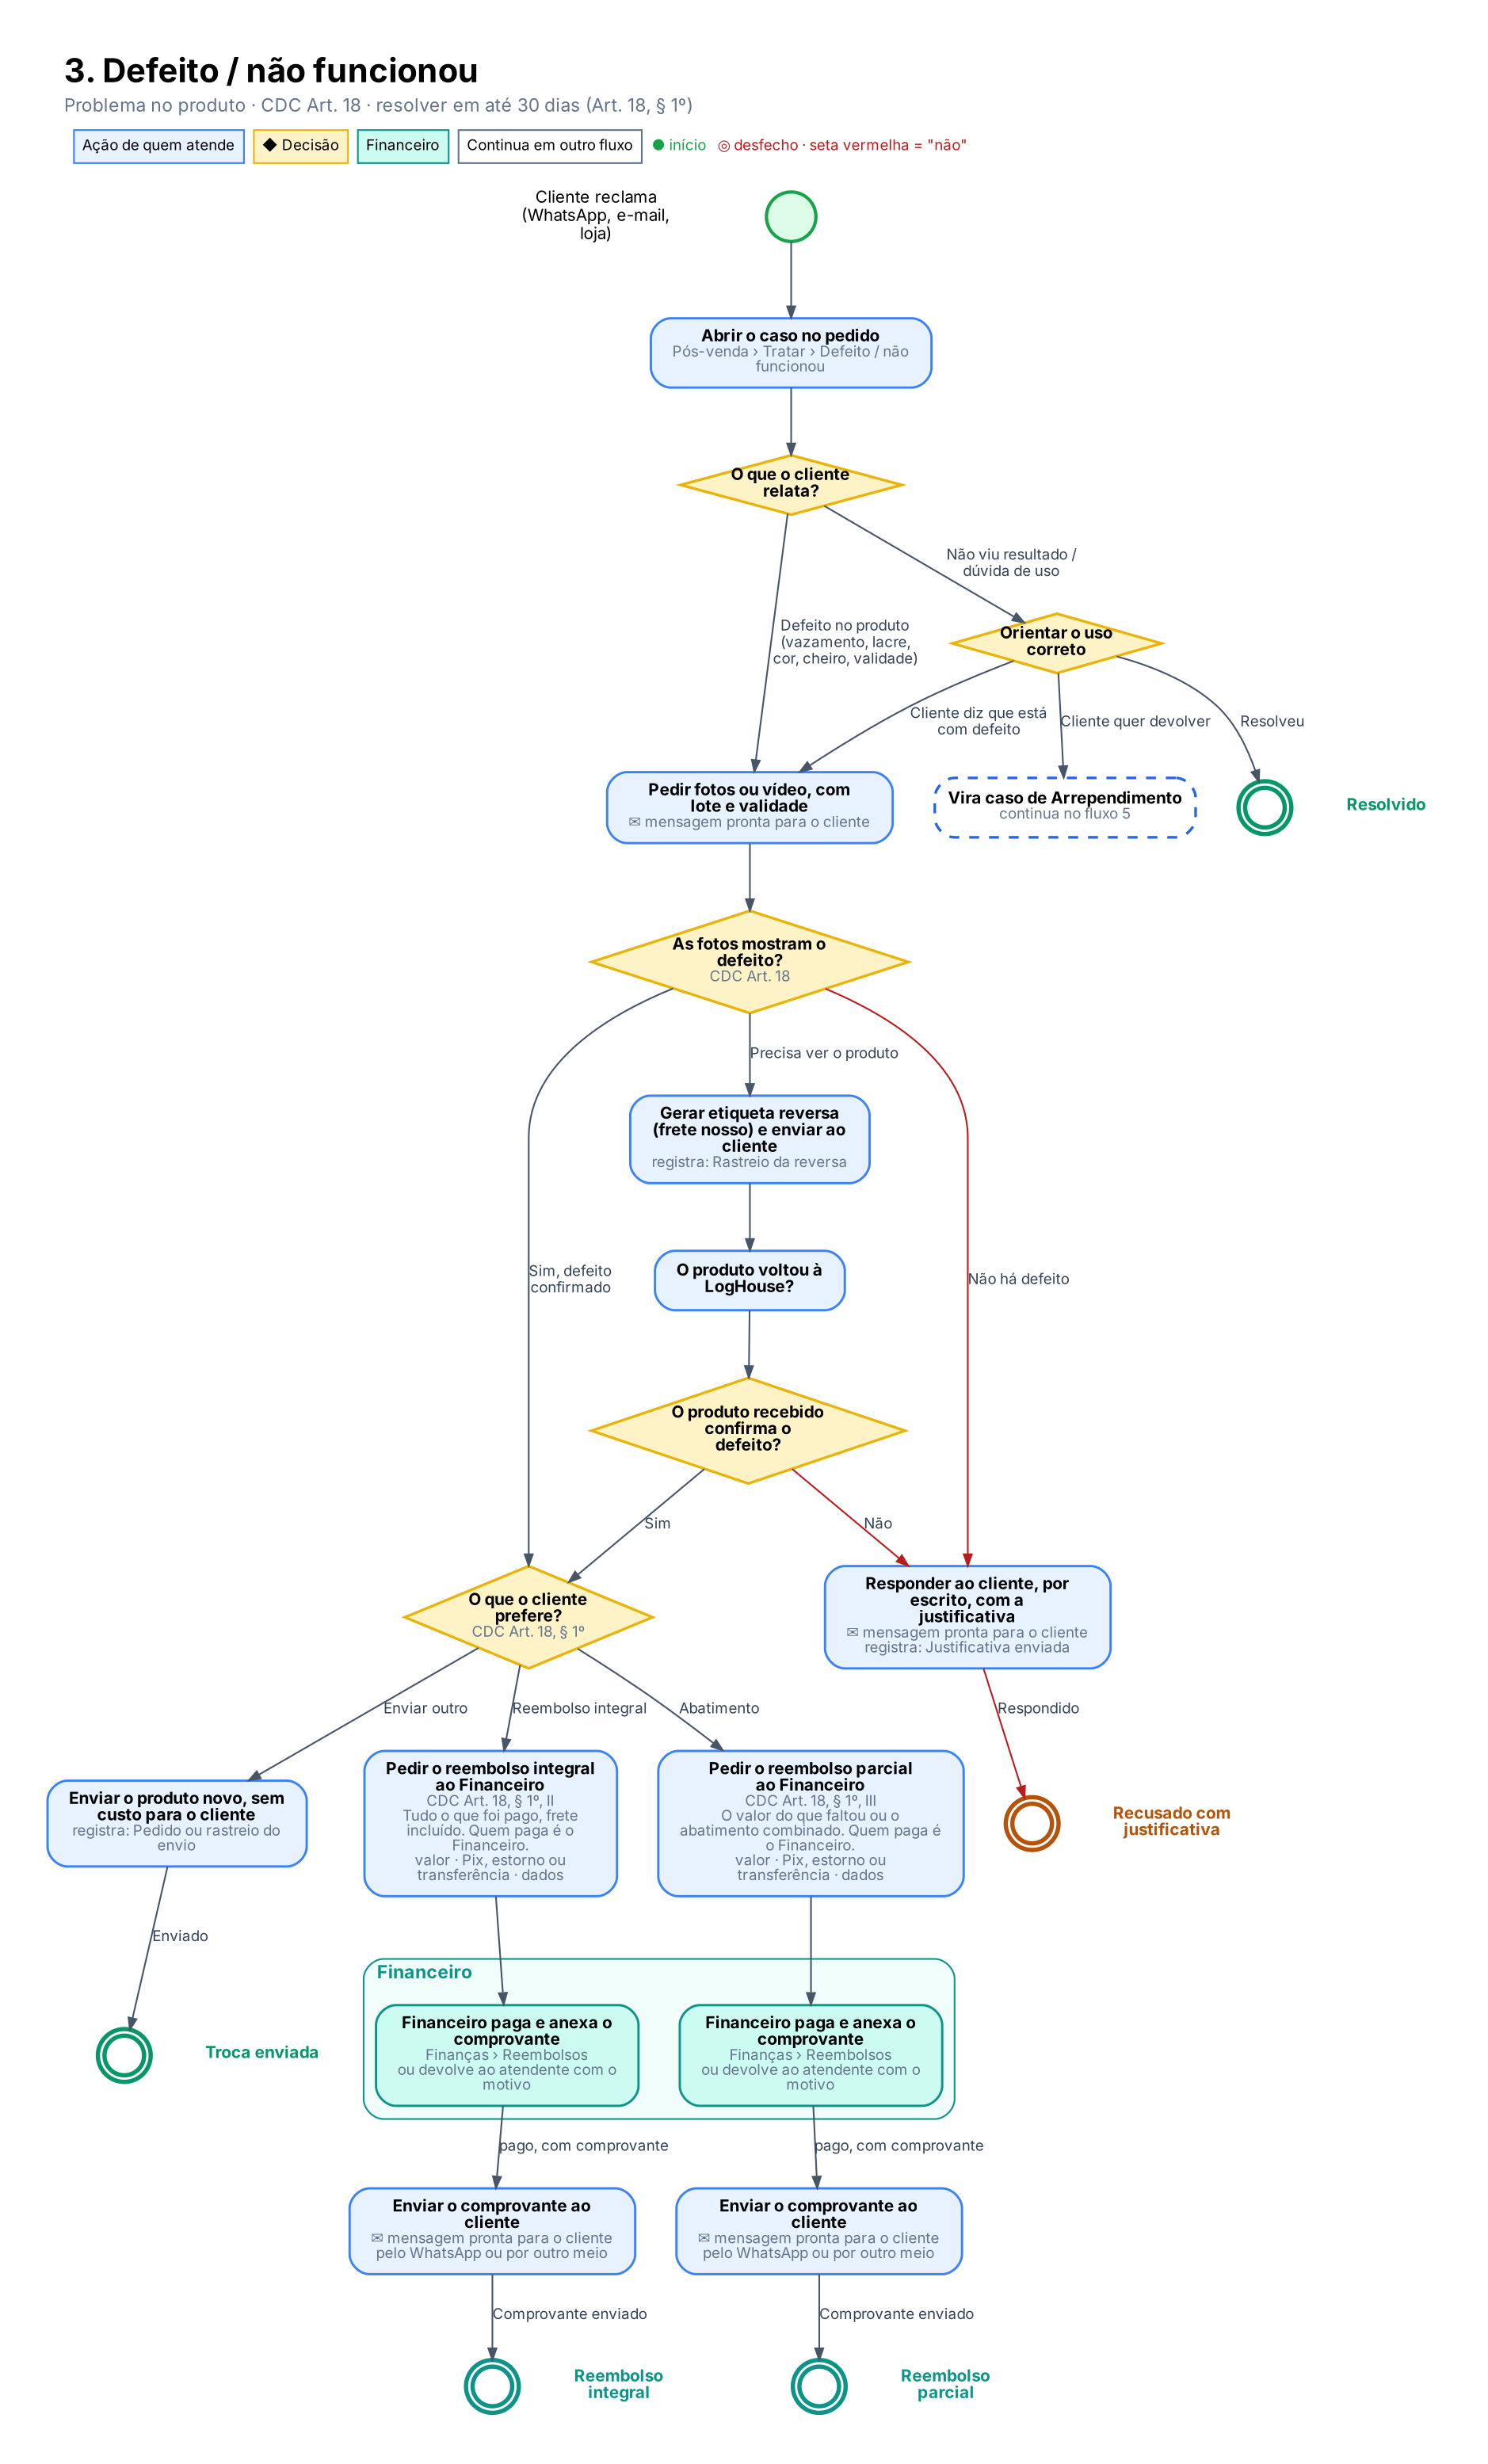 3. Defeito / não funcionou
Problema no produto · CDC Art. 18 · resolver em até 30 dias (Art. 18, § 1º)
Ação de quem atende
◆ Decisão
Financeiro
Continua em outro fluxo
● início
◎ desfecho · seta vermelha = "não"
Cliente reclama
(WhatsApp, e-mail,
loja)
Abrir o caso no pedido
Pós-venda › Tratar › Defeito / não
funcionou
O que o cliente
relata?
Não viu resultado /
dúvida de uso
Defeito no produto
(vazamento, lacre,
cor, cheiro, validade)
Orientar o uso
correto
Cliente diz que está
com defeito
Cliente quer devolver
Resolveu
Pedir fotos ou vídeo, com
lote e validade
✉ mensagem pronta para o cliente
Vira caso de Arrependimento
continua no fluxo 5
Resolvido
As fotos mostram o
defeito?
CDC Art. 18
Precisa ver o produto
Gerar etiqueta reversa
(frete nosso) e enviar ao
cliente
registra: Rastreio da reversa
Sim, defeito
confirmado
O produto voltou à
LogHouse?
Não há defeito
O produto recebido
confirma o
defeito?
Sim
Não
O que o cliente
prefere?
CDC Art. 18, § 1º
Responder ao cliente, por
escrito, com a
justificativa
✉ mensagem pronta para o cliente
registra: Justificativa enviada
Enviar outro
Reembolso integral
Abatimento
Respondido
Enviar o produto novo, sem
custo para o cliente
registra: Pedido ou rastreio do
envio
Pedir o reembolso integral
ao Financeiro
CDC Art. 18, § 1º, II
Tudo o que foi pago, frete
incluído. Quem paga é o
Financeiro.
valor · Pix, estorno ou
transferência · dados
Pedir o reembolso parcial
ao Financeiro
CDC Art. 18, § 1º, III
O valor do que faltou ou o
abatimento combinado. Quem paga é
o Financeiro.
valor · Pix, estorno ou
transferência · dados
Recusado com
justificativa
Enviado
Financeiro
Troca enviada
Financeiro paga e anexa o
comprovante
Finanças › Reembolsos
ou devolve ao atendente com o
motivo
Financeiro paga e anexa o
comprovante
Finanças › Reembolsos
ou devolve ao atendente com o
motivo
pago, com comprovante
pago, com comprovante
Enviar o comprovante ao
cliente
✉ mensagem pronta para o cliente
pelo WhatsApp ou por outro meio
Enviar o comprovante ao
cliente
✉ mensagem pronta para o cliente
pelo WhatsApp ou por outro meio
Comprovante enviado
Comprovante enviado
Reembolso
integral
Reembolso
parcial